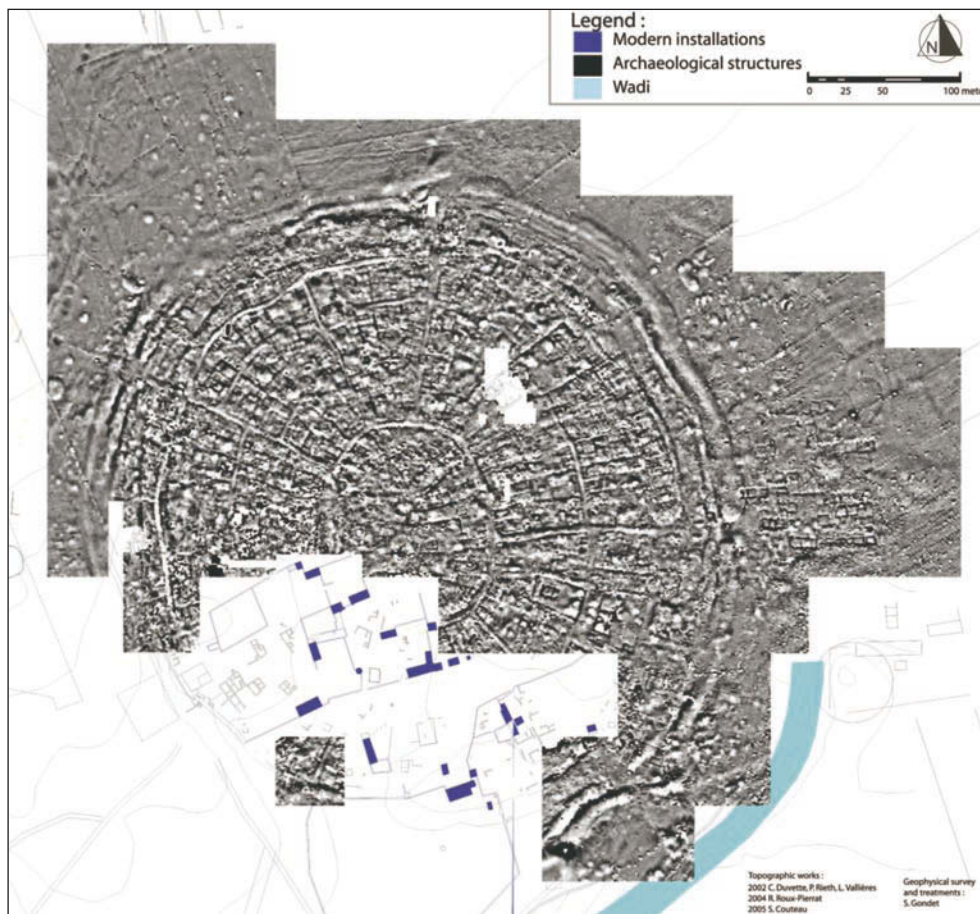 Legend :
Modern installations
Archaeological structures
Wadi
N
0 25 50 100 mete
Topographic works :
2002 C. Duvette, P. Rieth, L. Vallières
2004 R. Roux-Pierrat
2005 S. Couteau
Geophysical survey
and treatments :
S. Gondet